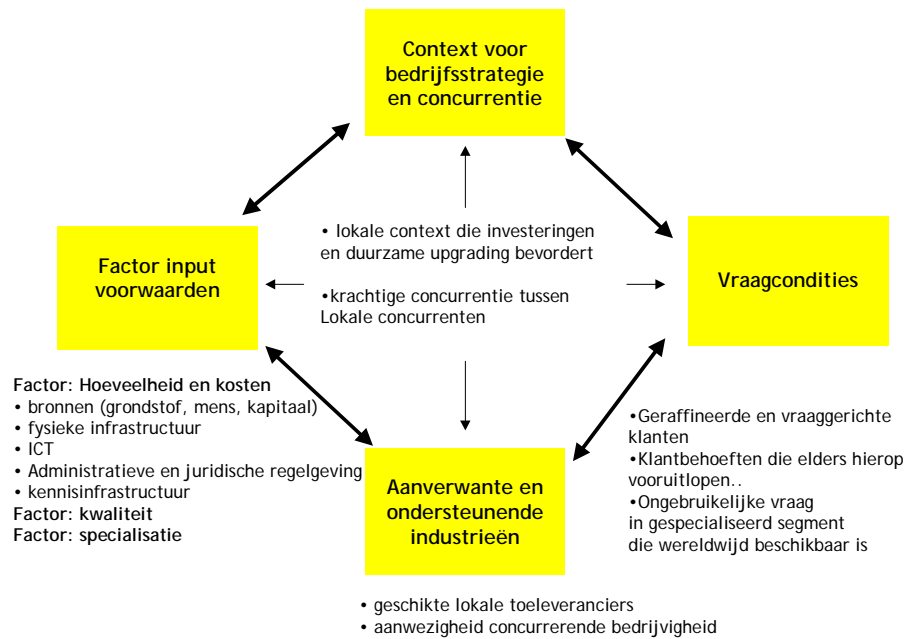 Context voor
bedrijfsstrategie
en concurrentie
• lokale context die investeringen
en duurzame upgrading bevordert
•krachtige concurrentie tussen
Lokale concurrenten
Factor input
voorwaarden
Vraagcondities
Factor: Hoeveelheid en kosten
• bronnen (grondstof, mens, kapitaal)
• fysieke infrastructuur
• ICT
• Administratieve en juridische regelgeving
• kennisinfrastructuur
Factor: kwaliteit
Factor: specialisatie
Aanverwante en
ondersteunende
industrieën
•Geraffineerde en vraaggerichte
klanten
•Klantbehoeften die elders hierop
vooruitlopen..
•Ongebruikelijke vraag
in gespecialiseerd segment
die wereldwijd beschikbaar is
• geschikte lokale toeleveranciers
• aanwezigheid concurrerende bedrijvigheid